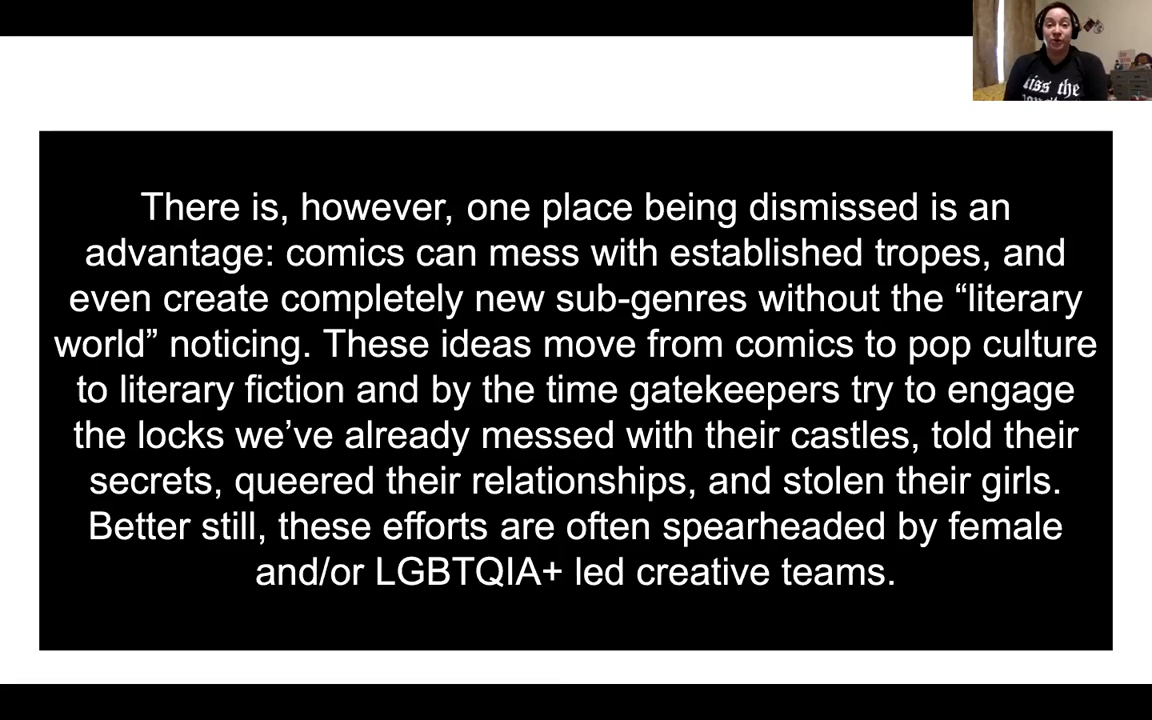 kiss the
There is, however, one place being dismissed is an
advantage: comics can mess with established tropes, and
even create completely new sub-genres without the “literary
world” noticing. These ideas move from comics to pop culture
to literary fiction and by the time gatekeepers try to engage
the locks we’ve already messed with their castles, told their
secrets, queered their relationships, and stolen their girls.
Better still, these efforts are often spearheaded by female
and/or LGBTQIA+ led creative teams.